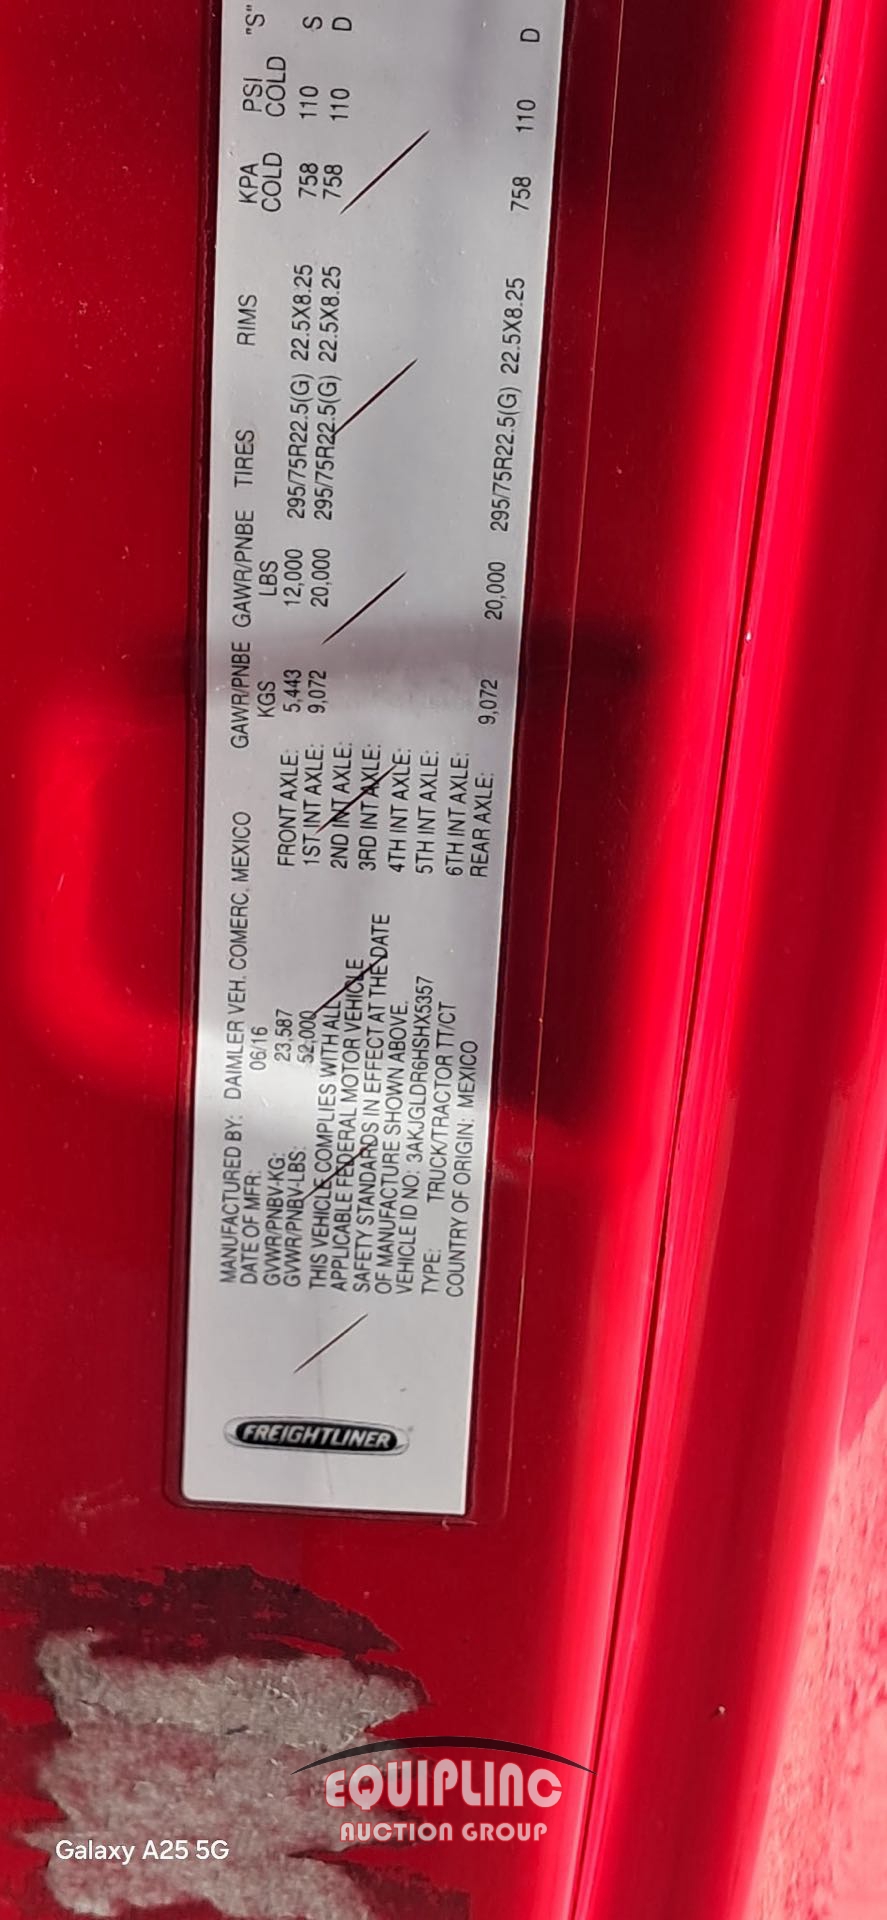 FREIGHTLINER
MANUFACTURED BY: DAIMLER VEH. COMERC. MEXICO
DATE OF MFR: 06/16
GVWR/PNBV-KG: 23,587
GVWR/PNBV-LBS: 52,000
THIS VEHICLE COMPLIES WITH ALL
APPLICABLE FEDERAL MOTOR VEHICLE
SAFETY STANDARDS IN EFFECT AT THE DATE
OF MANUFACTURE SHOWN ABOVE.
VEHICLE ID NO: 3AKJGLDR6HSHX5357
TYPE: TRUCK/TRACTOR TT/CT
COUNTRY OF ORIGIN: MEXICO
GAWR/PNBE GAWR/PNBE TIRES RIMS KPA PSI "S"
KGS LBS COLD COLD
FRONT AXLE: 5,443 12,000 295/75R22.5(G) 22.5X8.25 758 110 S
1ST INT AXLE: 9,072 20,000 295/75R22.5(G) 22.5X8.25 758 110 D
2ND INT AXLE:
3RD INT AXLE:
4TH INT AXLE:
5TH INT AXLE:
6TH INT AXLE:
REAR AXLE: 9,072 20,000 295/75R22.5(G) 22.5X8.25 758 110 D
EQUIPLINC
AUCTION GROUP
Galaxy A25 5G